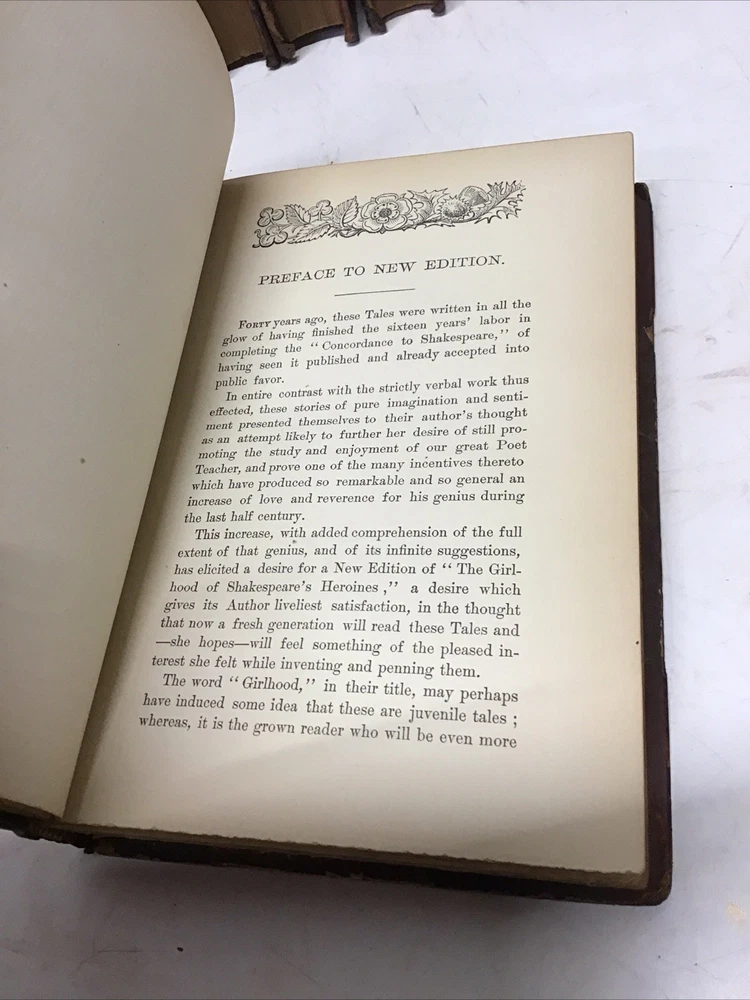 PREFACE TO NEW EDITION.
FORTY years ago, these Tales were written in all the
glow of having finished the sixteen years' labor in
completing the "Concordance to Shakespeare," of
having seen it published and already accepted into
public favor.
In entire contrast with the strictly verbal work thus
effected, these stories of pure imagination and senti-
ment presented themselves to their author's thought
as an attempt likely to further her desire of still pro-
moting the study and enjoyment of our great Poet
Teacher, and prove one of the many incentives thereto
which have produced so remarkable and so general an
increase of love and reverence for his genius during
the last half century.
This increase, with added comprehension of the full
extent of that genius, and of its infinite suggestions,
has elicited a desire for a New Edition of "The Girl-
hood of Shakespeare's Heroines," a desire which
gives its Author liveliest satisfaction, in the thought
that now a fresh generation will read these Tales and
—she hopes—will feel something of the pleased in-
terest she felt while inventing and penning them.
The word "Girlhood," in their title, may perhaps
have induced some idea that these are juvenile tales ;
whereas, it is the grown reader who will be even more